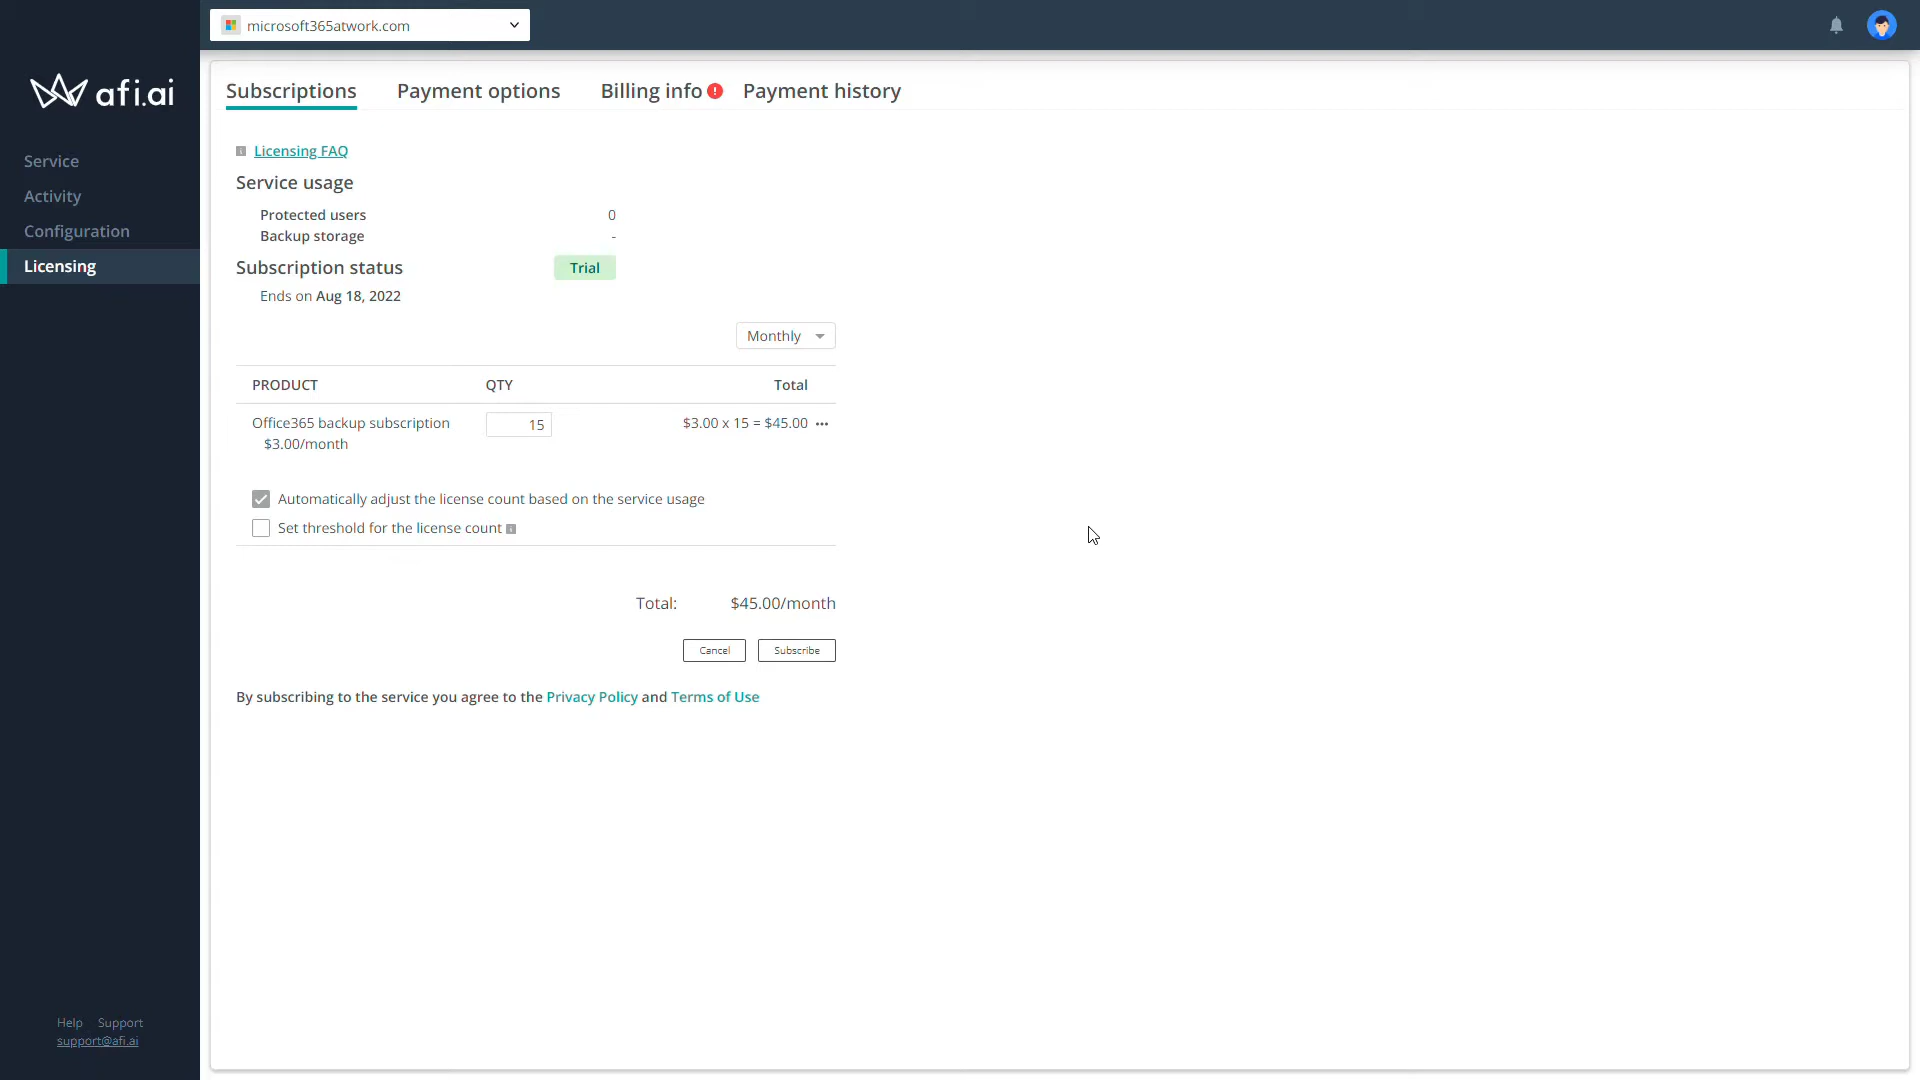 microsoft365atwork.com
afi.ai
Service
Activity
Configuration
Licensing
Help Support
support@afi.ai
Subscriptions Payment options Billing info ! Payment history
i Licensing FAQ
Service usage
Protected users 0
Backup storage -
Subscription status Trial
Ends on Aug 18, 2022
Monthly
PRODUCT QTY Total
Office365 backup subscription 15 $3.00 x 15 = $45.00 •••
$3.00/month
Automatically adjust the license count based on the service usage
Set threshold for the license count i
Total: $45.00/month
Cancel Subscribe
By subscribing to the service you agree to the Privacy Policy and Terms of Use